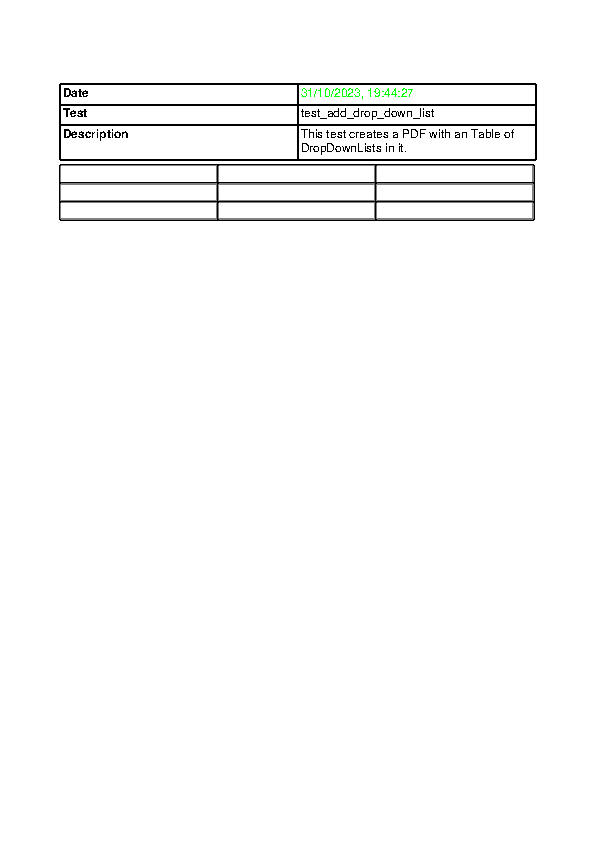 Date 31/10/2023, 19:44:27
Test test_add_drop_down_list
Description This test creates a PDF with an Table of
DropDownLists in it.